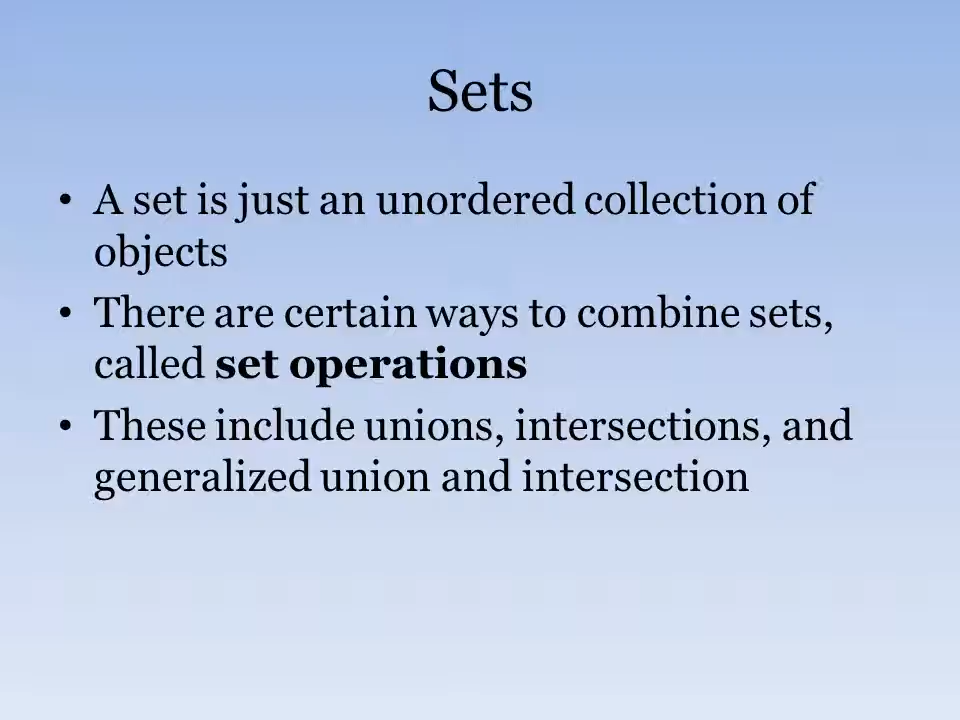 Sets
• A set is just an unordered collection of
objects
• There are certain ways to combine sets,
called set operations
• These include unions, intersections, and
generalized union and intersection